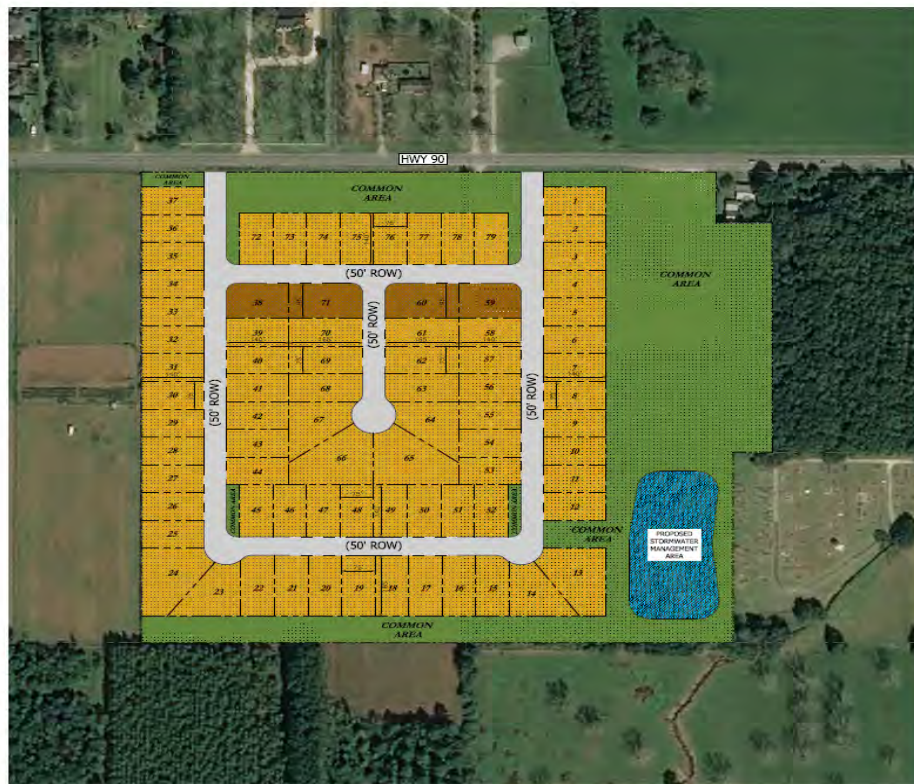 HWY 90
COMMON
AREA
COMMON
AREA
37
1
36
2
72 73 74 75 76 77 78 79
35
3
(50' ROW)
COMMON
AREA
34
4
38 71 60 59
33
5
(50' ROW)
39 70 61 58
32
6
40 69 62 57
31
7
41 68 63 56
30
8
(50' ROW)
(50' ROW)
42 67 64 55
29
9
43 54
28
10
66 65
44 53
27
11
26
12
COMMON AREA
45 46 47 48 49 50 51 52
COMMON AREA
25
COMMON
AREA
PROPOSED
STORMWATER
MANAGEMENT
AREA
(50' ROW)
24
13
23 22 21 20 19 18 17 16 15 14
COMMON
AREA